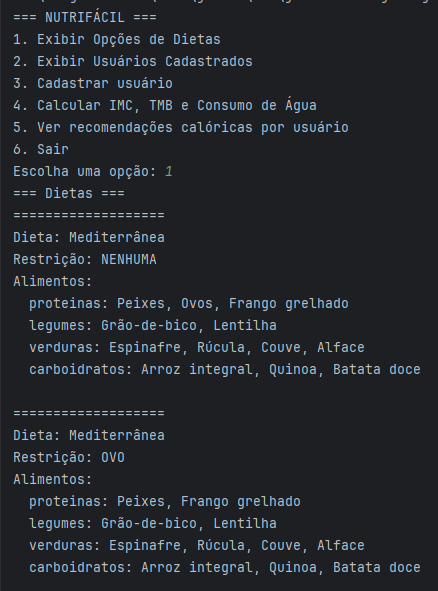 === NUTRIFÁCIL ===
1. Exibir Opções de Dietas
2. Exibir Usuários Cadastrados
3. Cadastrar usuário
4. Calcular IMC, TMB e Consumo de Água
5. Ver recomendações calóricas por usuário
6. Sair
Escolha uma opção: 1
=== Dietas ===
===================
Dieta: Mediterrânea
Restrição: NENHUMA
Alimentos:
  proteinas: Peixes, Ovos, Frango grelhado
  legumes: Grão-de-bico, Lentilha
  verduras: Espinafre, Rúcula, Couve, Alface
  carboidratos: Arroz integral, Quinoa, Batata doce

===================
Dieta: Mediterrânea
Restrição: OVO
Alimentos:
  proteinas: Peixes, Frango grelhado
  legumes: Grão-de-bico, Lentilha
  verduras: Espinafre, Rúcula, Couve, Alface
  carboidratos: Arroz integral, Quinoa, Batata doce